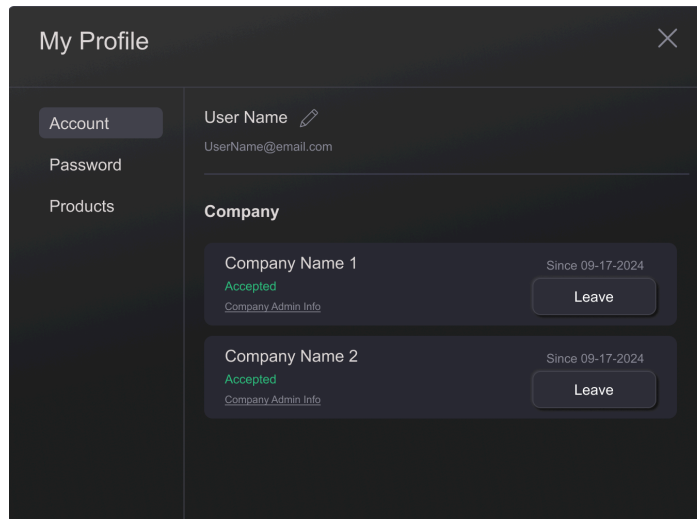 My Profile
Account
Password
Products
User Name
UserName@email.com
Company
Company Name 1
Accepted
Company Admin Info
Since 09-17-2024
Leave
Company Name 2
Accepted
Company Admin Info
Since 09-17-2024
Leave